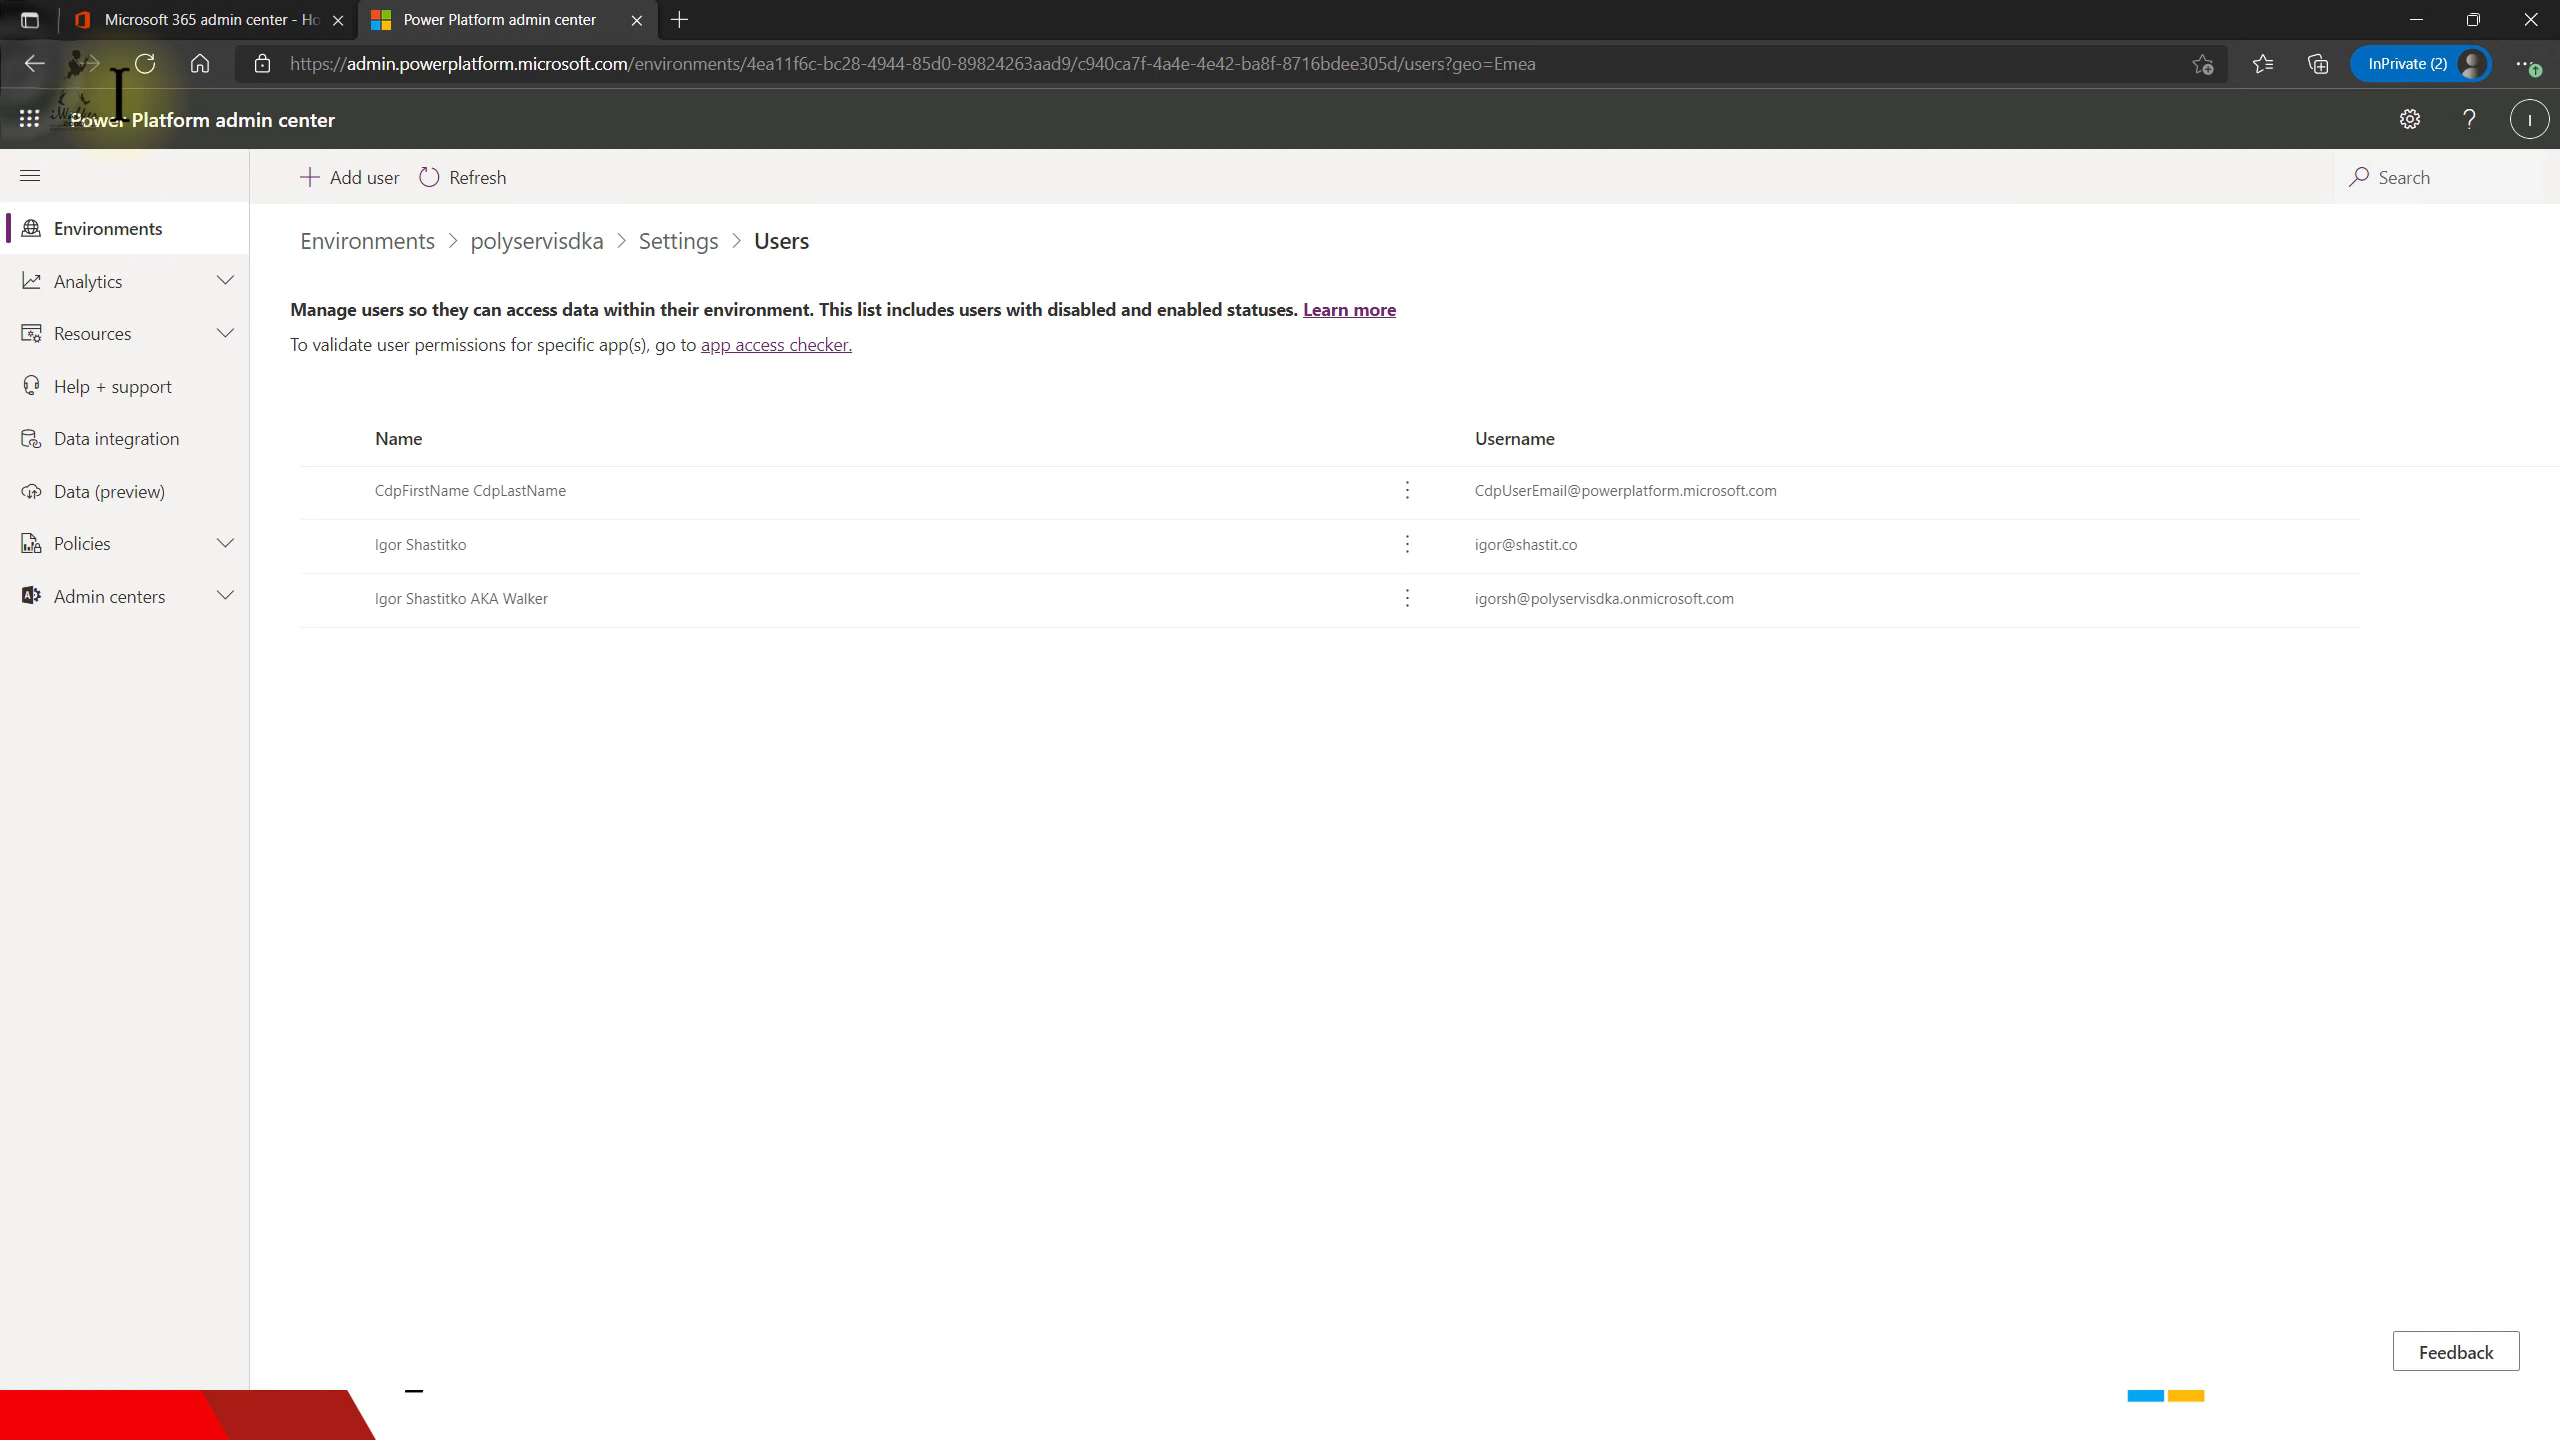 Microsoft 365 admin center - Ho
Power Platform admin center
https://admin.powerplatform.microsoft.com/environments/4ea11f6c-bc28-4944-85d0-89824263aad9/c940ca7f-4a4e-4e42-ba8f-8716bdee305d/users?geo=Emea
InPrivate (2)
Power Platform admin center
I
Add user
Refresh
Search
Environments
Analytics
Resources
Help + support
Data integration
Data (preview)
Policies
Admin centers
Environments > polyservisdka > Settings > Users
Manage users so they can access data within their environment. This list includes users with disabled and enabled statuses. Learn more
To validate user permissions for specific app(s), go to app access checker.
Name Username
CdpFirstName CdpLastName CdpUserEmail@powerplatform.microsoft.com
Igor Shastitko igor@shastit.co
Igor Shastitko AKA Walker igorsh@polyservisdka.onmicrosoft.com
Feedback